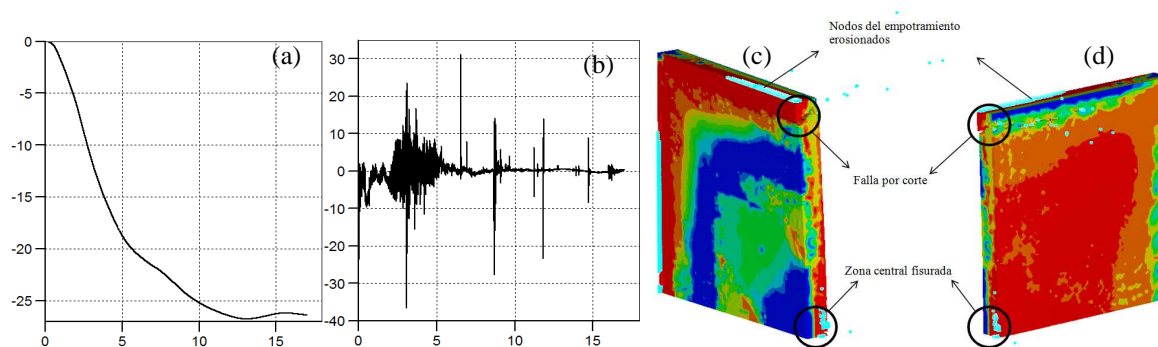 0
-5
-10
-15
-20
-25
0
5
10
15
(a)
30
20
10
0
-10
-20
-30
-40
0
5
10
15
(b)
(c)
(d)
Nodos del empotramiento
erosionados
Falla por corte
Zona central fisurada